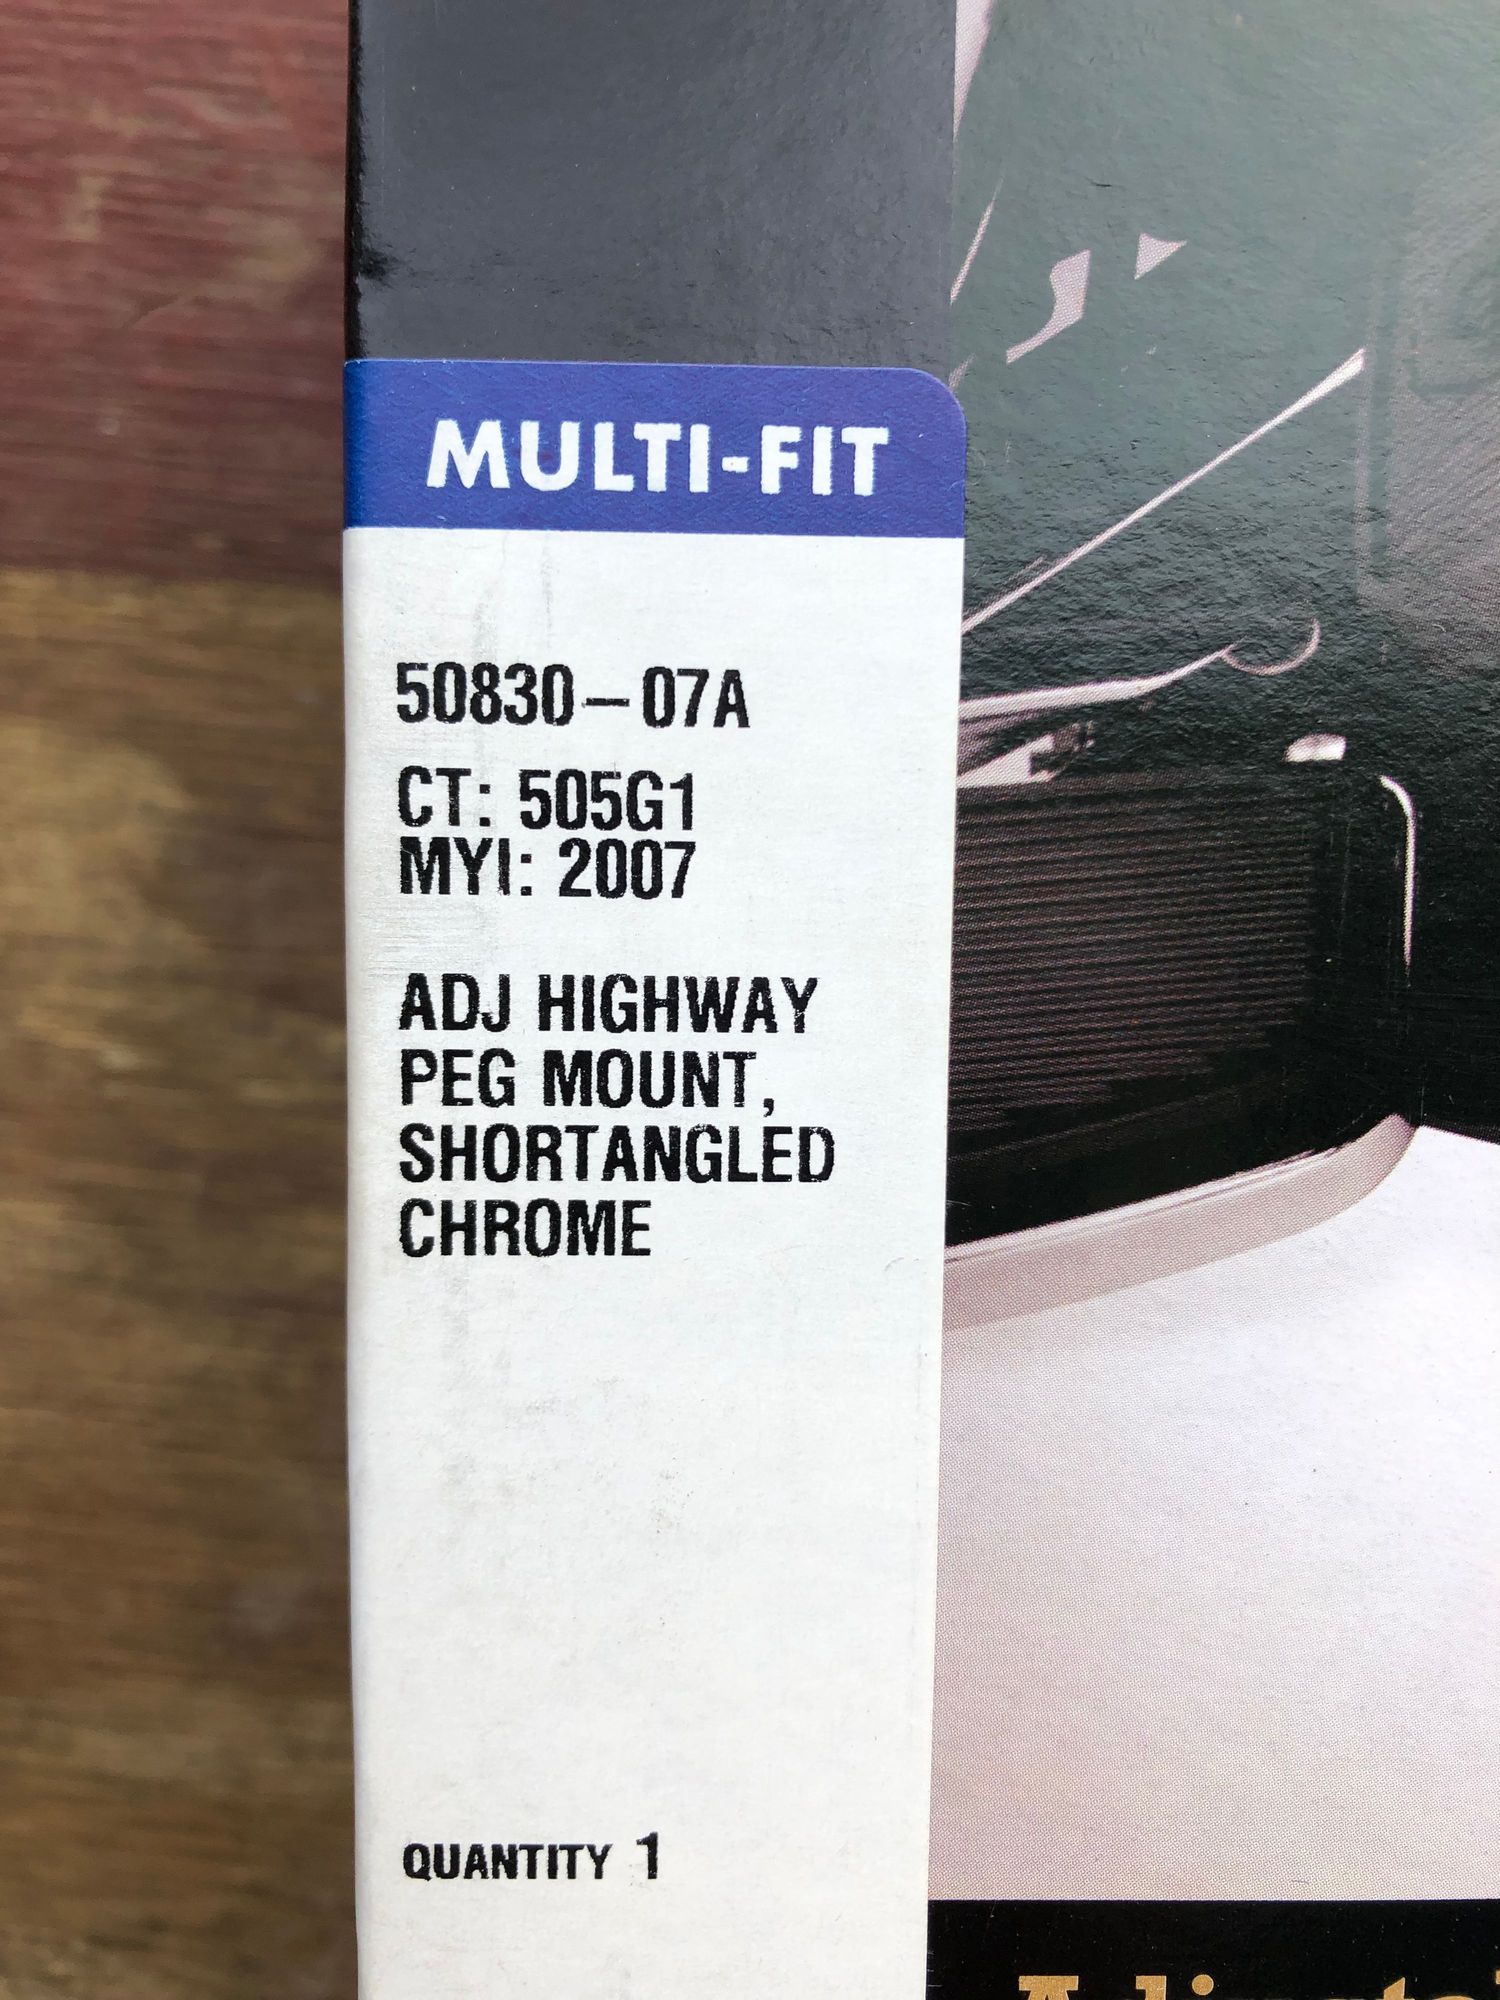 MULTI-FIT
50830-07A
CT: 505G1
MYI: 2007
ADJ HIGHWAY
PEG MOUNT,
SHORTANGLED
CHROME
QUANTITY 1